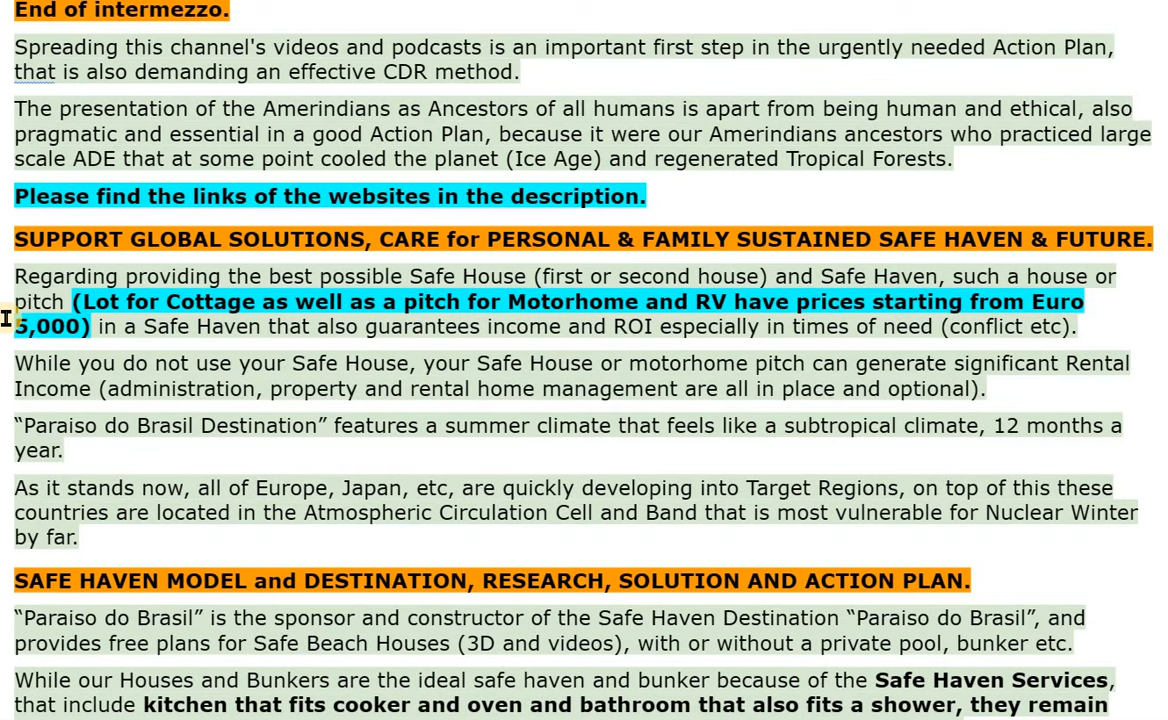 End of intermezzo.
Spreading this channel's videos and podcasts is an important first step in the urgently needed Action Plan,
that is also demanding an effective CDR method.
The presentation of the Amerindians as Ancestors of all humans is apart from being human and ethical, also
pragmatic and essential in a good Action Plan, because it were our Amerindians ancestors who practiced large
scale ADE that at some point cooled the planet (Ice Age) and regenerated Tropical Forests.
Please find the links of the websites in the description.
SUPPORT GLOBAL SOLUTIONS, CARE for PERSONAL & FAMILY SUSTAINED SAFE HAVEN & FUTURE.
Regarding providing the best possible Safe House (first or second house) and Safe Haven, such a house or
pitch (Lot for Cottage as well as a pitch for Motorhome and RV have prices starting from Euro
5,000) in a Safe Haven that also guarantees income and ROI especially in times of need (conflict etc).
While you do not use your Safe House, your Safe House or motorhome pitch can generate significant Rental
Income (administration, property and rental home management are all in place and optional).
“Paraiso do Brasil Destination” features a summer climate that feels like a subtropical climate, 12 months a
year.
As it stands now, all of Europe, Japan, etc, are quickly developing into Target Regions, on top of this these
countries are located in the Atmospheric Circulation Cell and Band that is most vulnerable for Nuclear Winter
by far.
SAFE HAVEN MODEL and DESTINATION, RESEARCH, SOLUTION AND ACTION PLAN.
“Paraiso do Brasil” is the sponsor and constructor of the Safe Haven Destination “Paraiso do Brasil”, and
provides free plans for Safe Beach Houses (3D and videos), with or without a private pool, bunker etc.
While our Houses and Bunkers are the ideal safe haven and bunker because of the Safe Haven Services,
that include kitchen that fits cooker and oven and bathroom that also fits a shower, they remain